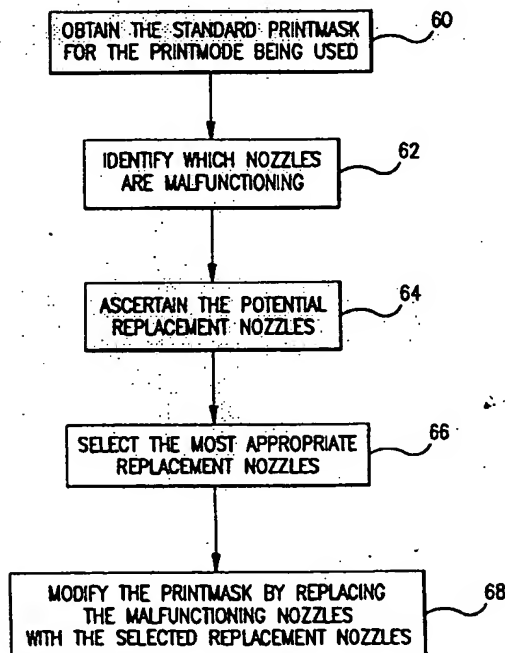 OBTAIN THE STANDARD PRINTMASK
FOR THE PRINTMODE BEING USED
60
IDENTIFY WHICH NOZZLES
ARE MALFUNCTIONING
62
ASCERTAIN THE POTENTIAL
REPLACEMENT NOZZLES
64
SELECT THE MOST APPROPRIATE
REPLACEMENT NOZZLES
66
MODIFY THE PRINTMASK BY REPLACING
THE MALFUNCTIONING NOZZLES
WITH THE SELECTED REPLACEMENT NOZZLES
68